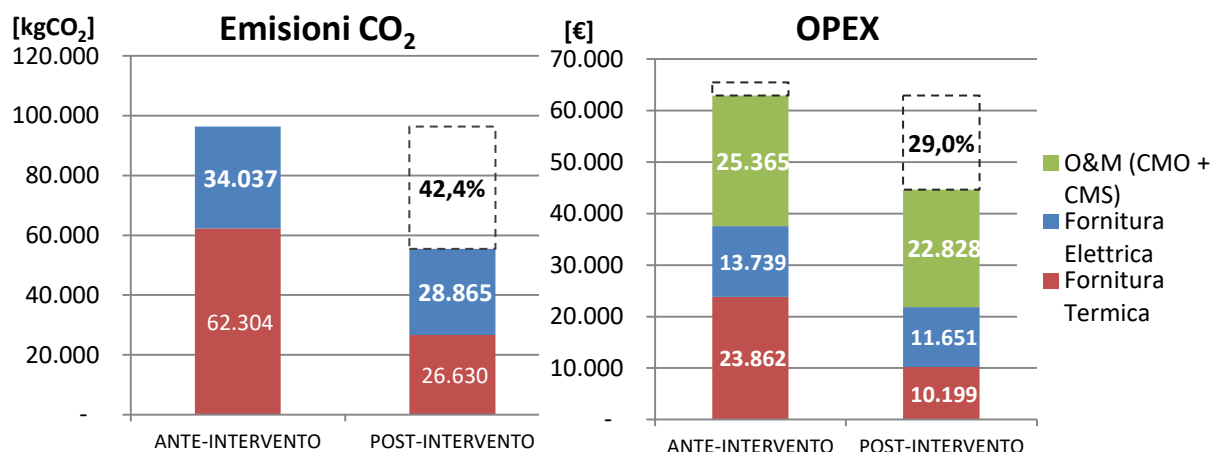 [kgCO2]
Emisioni CO2
120.000
100.000
80.000
60.000
40.000
20.000
-
34.037
62.304
42,4%
28.865
26.630
ANTE-INTERVENTO
POST-INTERVENTO
[€]
OPEX
70.000
60.000
50.000
40.000
30.000
20.000
10.000
-
25.365
13.739
23.862
29,0%
22.828
11.651
10.199
ANTE-INTERVENTO
POST-INTERVENTO
O&M (CMO +
CMS)
Fornitura
Elettrica
Fornitura
Termica